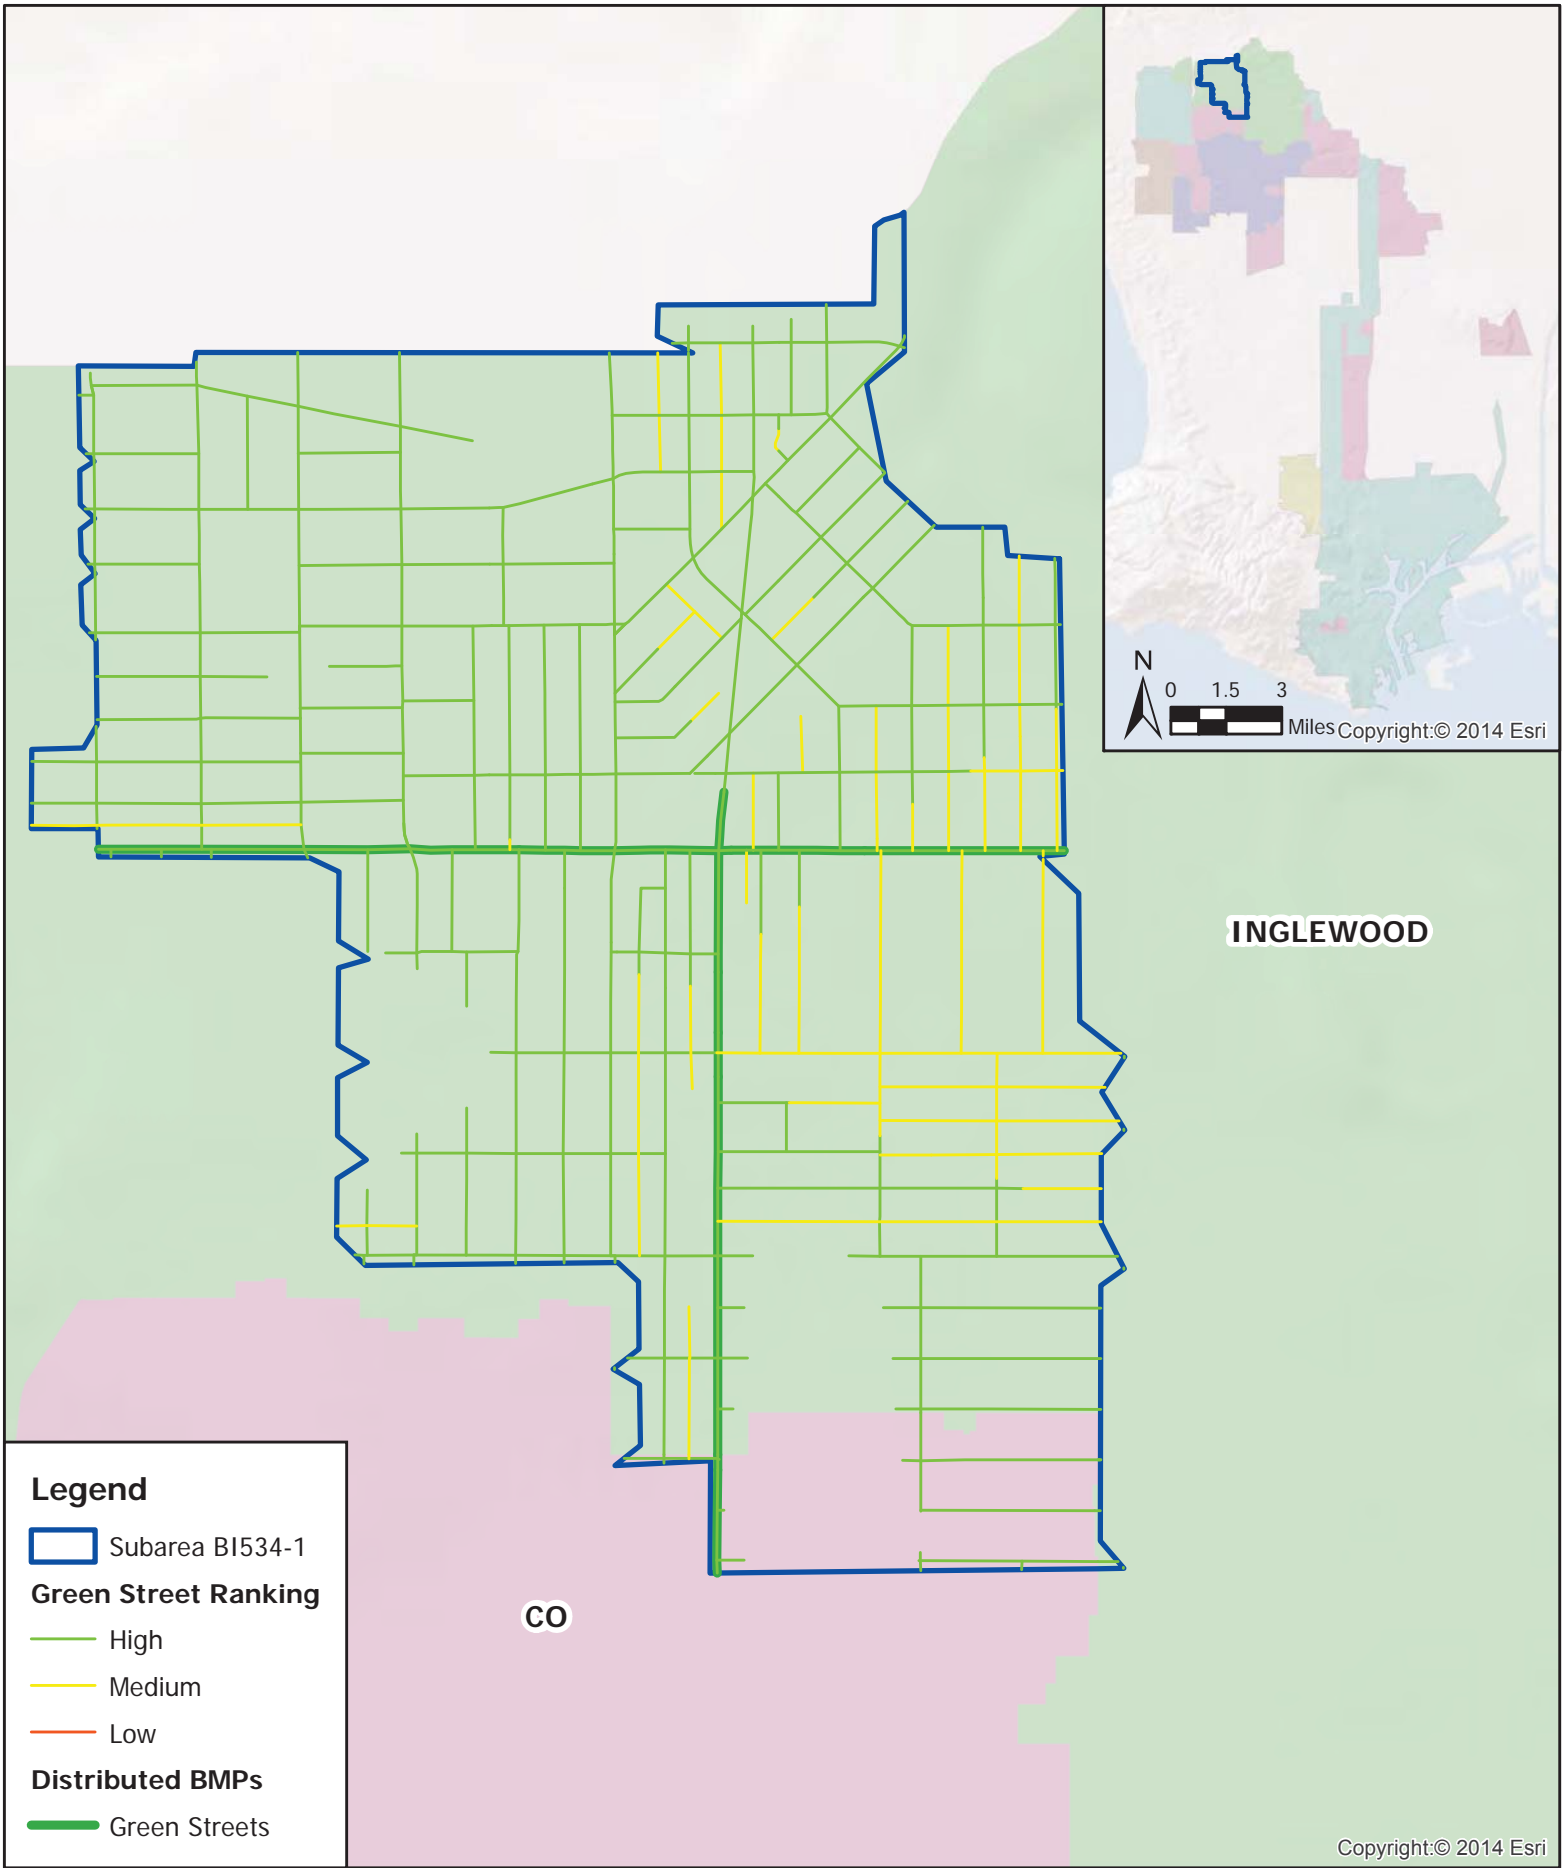 N
0 1.5 3
Miles
Copyright:© 2014 Esri
INGLEWOOD
CO
Legend
Subarea BI534-1
Green Street Ranking
High
Medium
Low
Distributed BMPs
Green Streets
Copyright:© 2014 Esri